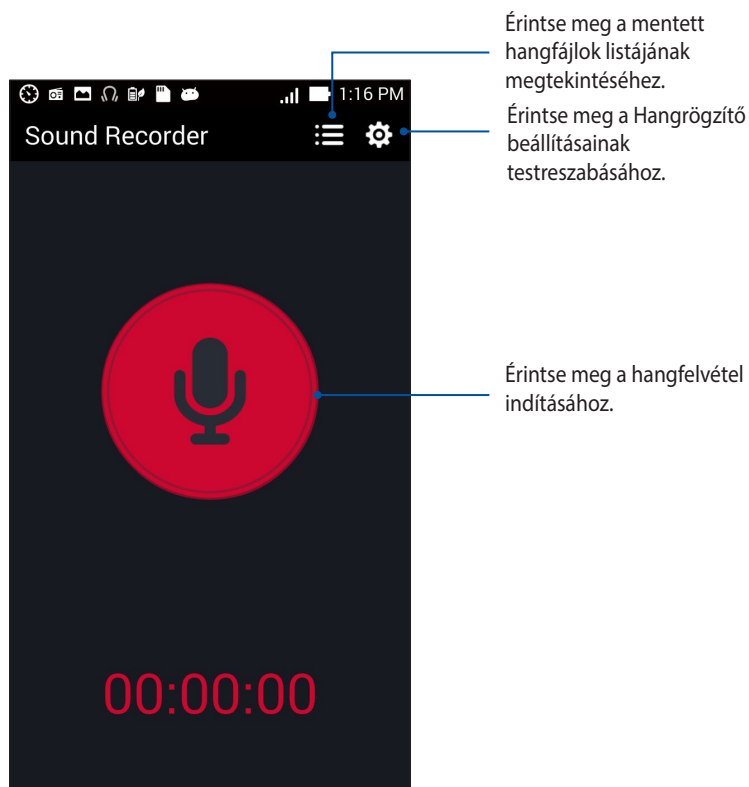 Érintse meg a mentett
hangfájlok listájának
megtekintéséhez.
1:16 PM
Érintse meg a Hangrögzítő
beállításainak
testreszabásához.
Sound Recorder
Érintse meg a hangfelvétel
indításához.
00:00:00